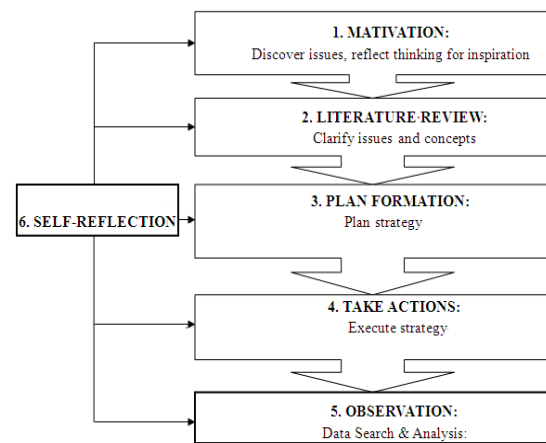 1. MATIVATION:
Discover issues, reflect thinking for inspiration
2. LITERATURE·REVIEW:
Clarify issues and concepts
3. PLAN FORMATION:
Plan strategy
6. SELF-REFLECTION
4. TAKE ACTIONS:
Execute strategy
5. OBSERVATION:
Data Search & Analysis: